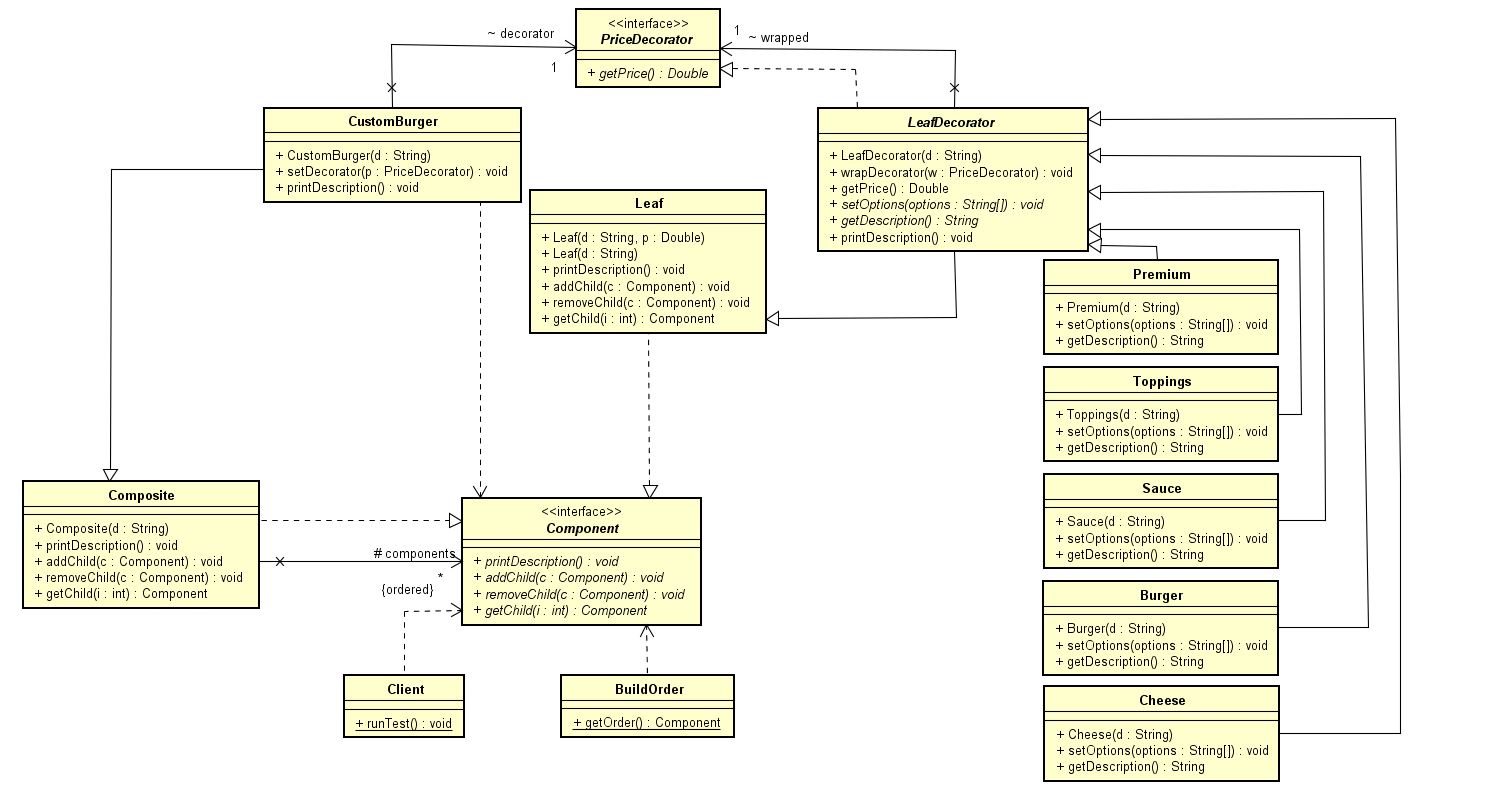 <<interface>>
PriceDecorator
+ getPrice() : Double
~ decorator
1
1
~ wrapped
CustomBurger
+ CustomBurger(d : String)
+ setDecorator(p : PriceDecorator) : void
+ printDescription() : void
LeafDecorator
+ LeafDecorator(d : String)
+ wrapDecorator(w : PriceDecorator) : void
+ getPrice() : Double
+ setOptions(options : String[]) : void
+ getDescription() : String
+ printDescription() : void
Leaf
+ Leaf(d : String, p : Double)
+ Leaf(d : String)
+ printDescription() : void
+ addChild(c : Component) : void
+ removeChild(c : Component) : void
+ getChild(i : int) : Component
Premium
+ Premium(d : String)
+ setOptions(options : String[]) : void
+ getDescription() : String
Toppings
+ Toppings(d : String)
+ setOptions(options : String[]) : void
+ getDescription() : String
Sauce
+ Sauce(d : String)
+ setOptions(options : String[]) : void
+ getDescription() : String
Burger
+ Burger(d : String)
+ setOptions(options : String[]) : void
+ getDescription() : String
Cheese
+ Cheese(d : String)
+ setOptions(options : String[]) : void
+ getDescription() : String
Composite
+ Composite(d : String)
+ printDescription() : void
+ addChild(c : Component) : void
+ removeChild(c : Component) : void
+ getChild(i : int) : Component
# components
*
{ordered}
<<interface>>
Component
+ printDescription() : void
+ addChild(c : Component) : void
+ removeChild(c : Component) : void
+ getChild(i : int) : Component
Client
+ runTest() : void
BuildOrder
+ getOrder() : Component